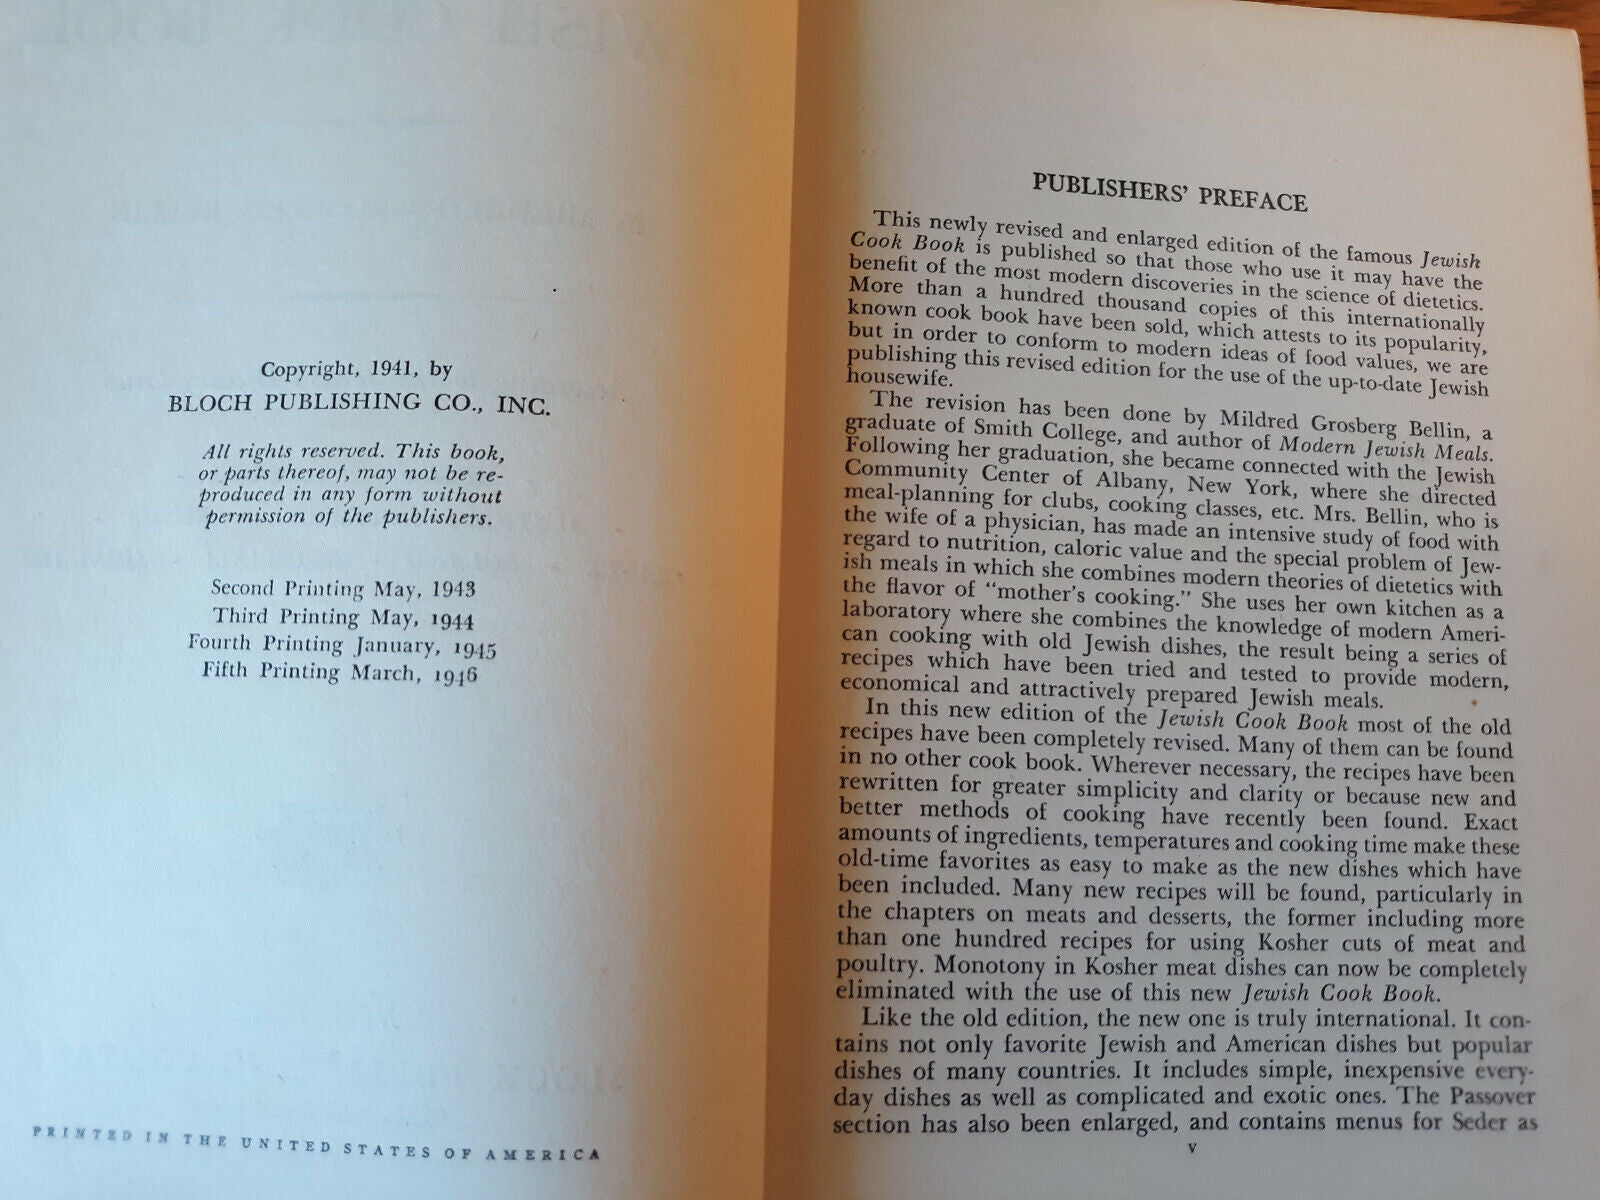 Copyright, 1941, by
BLOCH PUBLISHING CO., INC.
All rights reserved. This book,
or parts thereof, may not be re-
produced in any form without
permission of the publishers.
Second Printing May, 1943
Third Printing May, 1944
Fourth Printing January, 1945
Fifth Printing March, 1946
PRINTED IN THE UNITED STATES OF AMERICA
PUBLISHERS' PREFACE
This newly revised and enlarged edition of the famous Jewish
Cook Book is published so that those who use it may have the
benefit of the most modern discoveries in the science of dietetics.
More than a hundred thousand copies of this internationally
known cook book have been sold, which attests to its popularity,
but in order to conform to modern ideas of food values, we are
publishing this revised edition for the use of the up-to-date Jewish
housewife.
The revision has been done by Mildred Grosberg Bellin, a
graduate of Smith College, and author of Modern Jewish Meals.
Following her graduation, she became connected with the Jewish
Community Center of Albany, New York, where she directed
meal-planning for clubs, cooking classes, etc. Mrs. Bellin, who is
the wife of a physician, has made an intensive study of food with
regard to nutrition, caloric value and the special problem of Jew-
ish meals in which she combines modern theories of dietetics with
the flavor of "mother's cooking." She uses her own kitchen as a
laboratory where she combines the knowledge of modern Ameri-
can cooking with old Jewish dishes, the result being a series of
recipes which have been tried and tested to provide modern,
economical and attractively prepared Jewish meals.
In this new edition of the Jewish Cook Book most of the old
recipes have been completely revised. Many of them can be found
in no other cook book. Wherever necessary, the recipes have been
rewritten for greater simplicity and clarity or because new and
better methods of cooking have recently been found. Exact
amounts of ingredients, temperatures and cooking time make these
old-time favorites as easy to make as the new dishes which have
been included. Many new recipes will be found, particularly in
the chapters on meats and desserts, the former including more
than one hundred recipes for using Kosher cuts of meat and
poultry. Monotony in Kosher meat dishes can now be completely
eliminated with the use of this new Jewish Cook Book.
Like the old edition, the new one is truly international. It con-
tains not only favorite Jewish and American dishes but popular
dishes of many countries. It includes simple, inexpensive every-
day dishes as well as complicated and exotic ones. The Passover
section has also been enlarged, and contains menus for Seder as
v